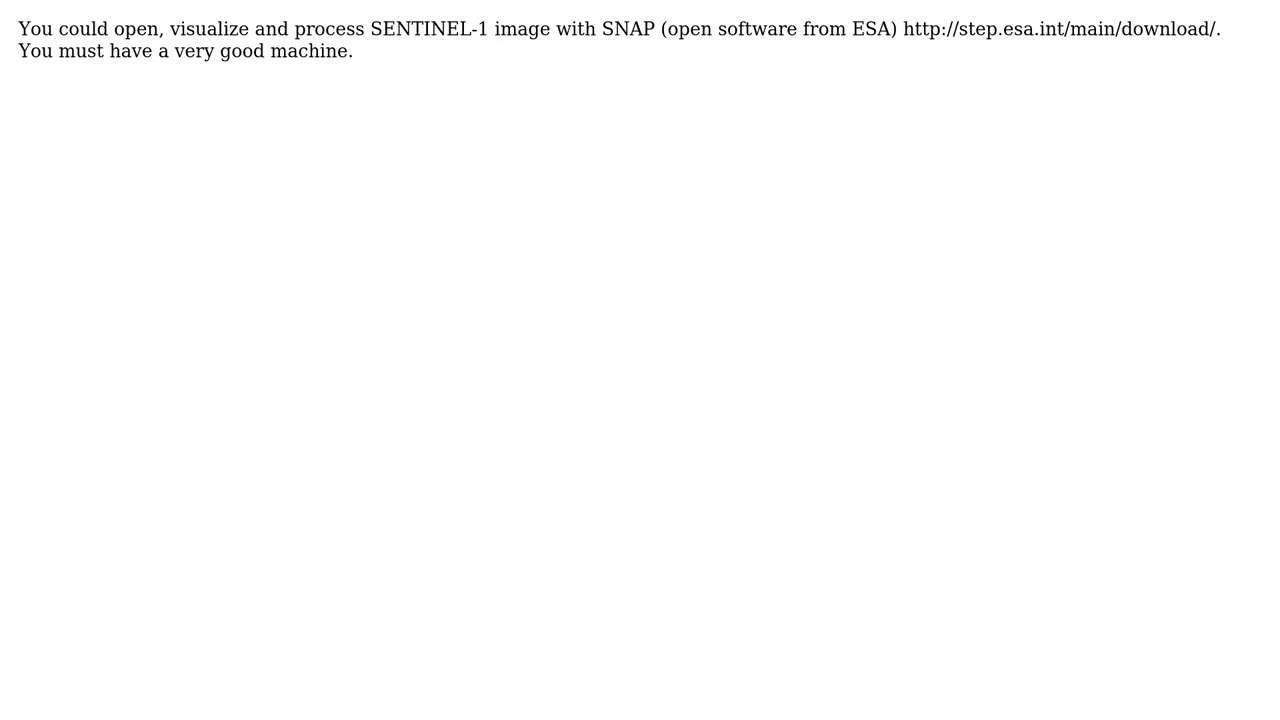 You could open, visualize and process SENTINEL-1 image with SNAP (open software from ESA) http://step.esa.int/main/download/.
You must have a very good machine.